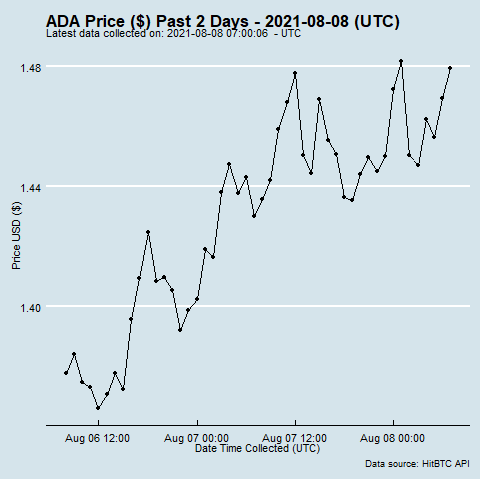 ADA Price ($) Past 2 Days - 2021-08-08 (UTC)
Latest data collected on: 2021-08-08 07:00:06 - UTC
1.48
1.44
1.40
Price USD ($)
Aug 06 12:00 Aug 07 00:00 Aug 07 12:00 Aug 08 00:00
Date Time Collected (UTC)
Data source: HitBTC API